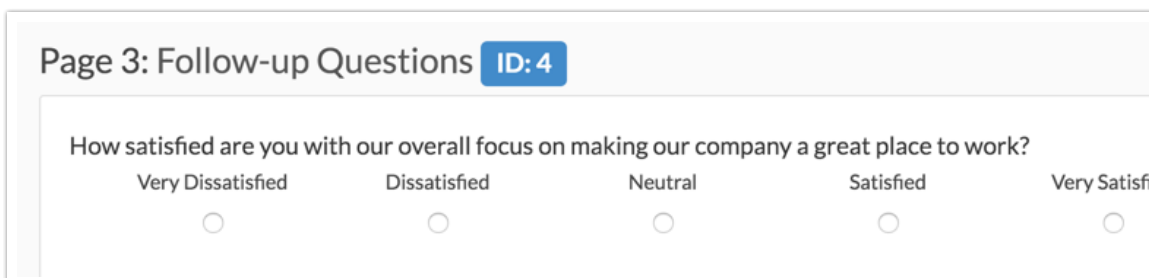 Page 3: Follow-up Questions ID: 4
How satisfied are you with our overall focus on making our company a great place to work?
Very Dissatisfied Dissatisfied Neutral Satisfied Very